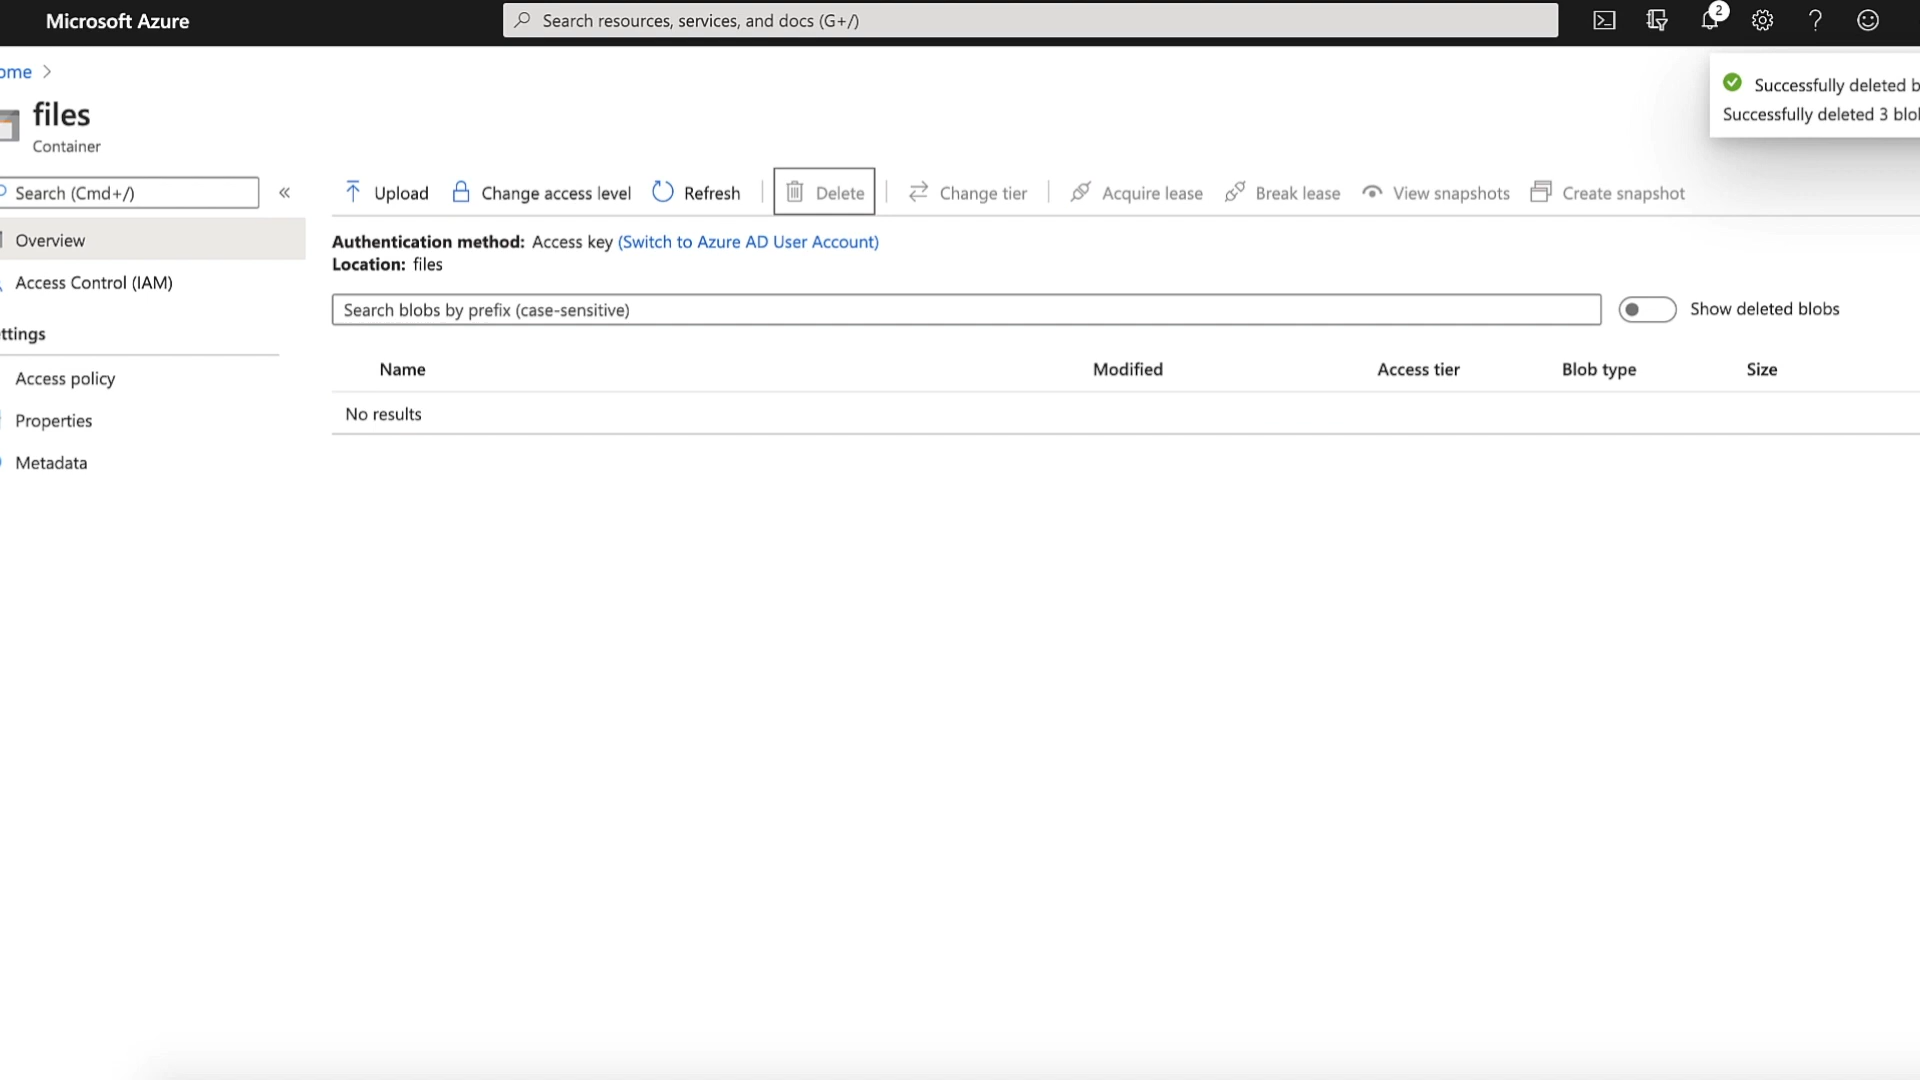 Microsoft Azure
Search resources, services, and docs (G+/)
2
ome
Successfully deleted b
Successfully deleted 3 blo
files
Container
Search (Cmd+/)
Upload Change access level Refresh Delete Change tier Acquire lease Break lease View snapshots Create snapshot
Overview
Authentication method: Access key (Switch to Azure AD User Account)
Location: files
Access Control (IAM)
Search blobs by prefix (case-sensitive)
Show deleted blobs
ttings
Name Modified Access tier Blob type Size
Access policy
No results
Properties
Metadata